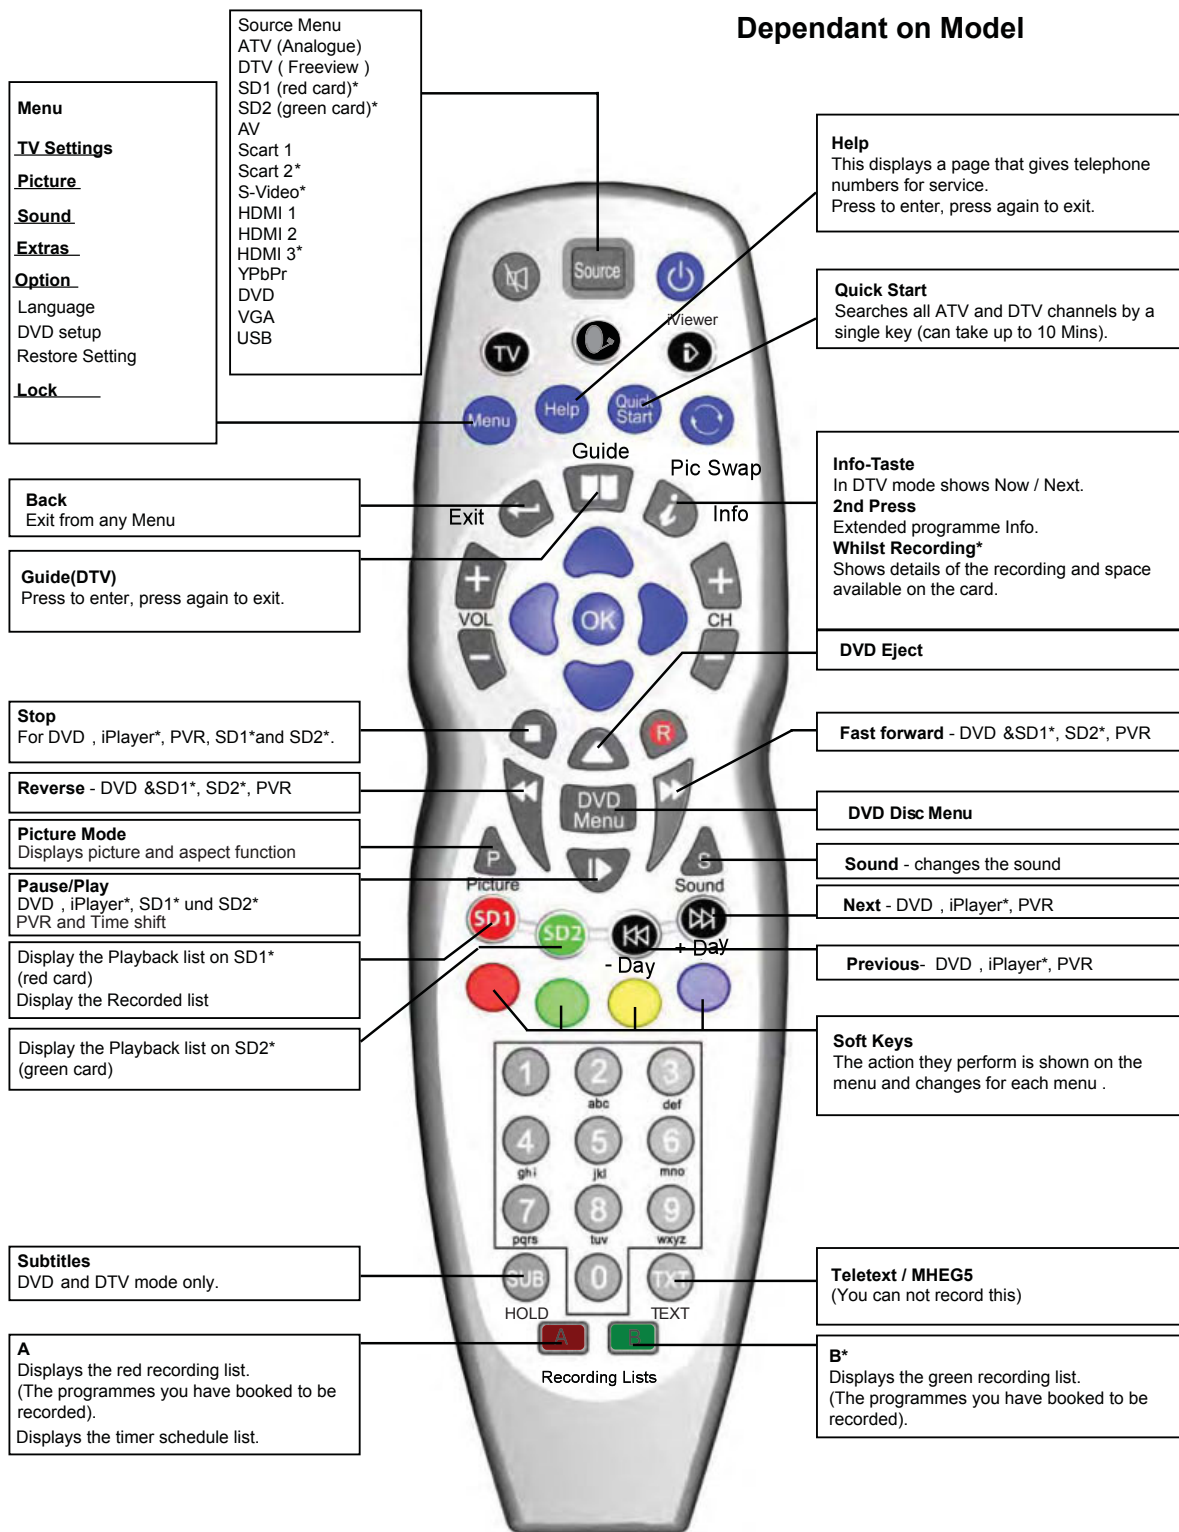 Dependant on Model
Source Menu
ATV (Analogue)
DTV ( Freeview )
SD1 (red card)*
SD2 (green card)*
AV
Scart 1
Scart 2*
S-Video*
HDMI 1
HDMI 2
HDMI 3*
YPbPr
DVD
VGA
USB
Menu
TV Settings
Picture
Sound
Extras
Option
Language
DVD setup
Restore Setting
Lock
Help
This displays a page that gives telephone
numbers for service.
Press to enter, press again to exit.
Quick Start
Searches all ATV and DTV channels by a
single key (can take up to 10 Mins).
Source
iViewer
TV
Menu
Help
Quick
Start
Guide
Pic Swap
Exit
Info
Back
Exit from any Menu
Guide(DTV)
Press to enter, press again to exit.
Info-Taste
In DTV mode shows Now / Next.
2nd Press
Extended programme Info.
Whilst Recording*
Shows details of the recording and space
available on the card.
DVD Eject
+
VOL
−
OK
+
CH
−
Stop
For DVD , iPlayer*, PVR, SD1*and SD2*.
R
Fast forward - DVD &SD1*, SD2*, PVR
Reverse - DVD &SD1*, SD2*, PVR
DVD
Menu
DVD Disc Menu
Picture Mode
Displays picture and aspect function
P
Picture
S
Sound
Sound - changes the sound
Pause/Play
DVD , iPlayer*, SD1* und SD2*
PVR and Time shift
Next - DVD , iPlayer*, PVR
SD1
SD2
- Day
+ Day
Previous- DVD , iPlayer*, PVR
Display the Playback list on SD1*
(red card)
Display the Recorded list
Display the Playback list on SD2*
(green card)
Soft Keys
The action they perform is shown on the
menu and changes for each menu .
1 2 3
abc def
4 5 6
ghi jkl mno
7 8 9
pqrs tuv wxyz
SUB 0 TXT
HOLD TEXT
A B
Recording Lists
Subtitles
DVD and DTV mode only.
Teletext / MHEG5
(You can not record this)
A
Displays the red recording list.
(The programmes you have booked to be
recorded).
Displays the timer schedule list.
B*
Displays the green recording list.
(The programmes you have booked to be
recorded).